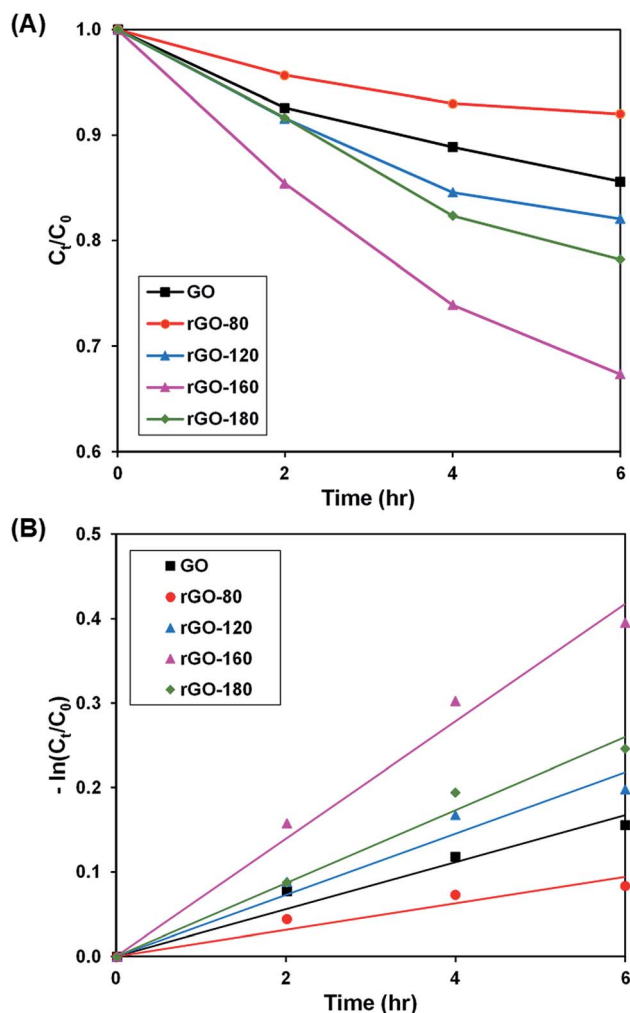 (A)
1.0
0.9
0.8
0.7
0.6
Ct/C0
GO
rGO-80
rGO-120
rGO-160
rGO-180
0 2 4 6
Time (hr)
(B)
0.5
0.4
0.3
0.2
0.1
0.0
- ln(Ct/C0)
GO
rGO-80
rGO-120
rGO-160
rGO-180
0 2 4 6
Time (hr)